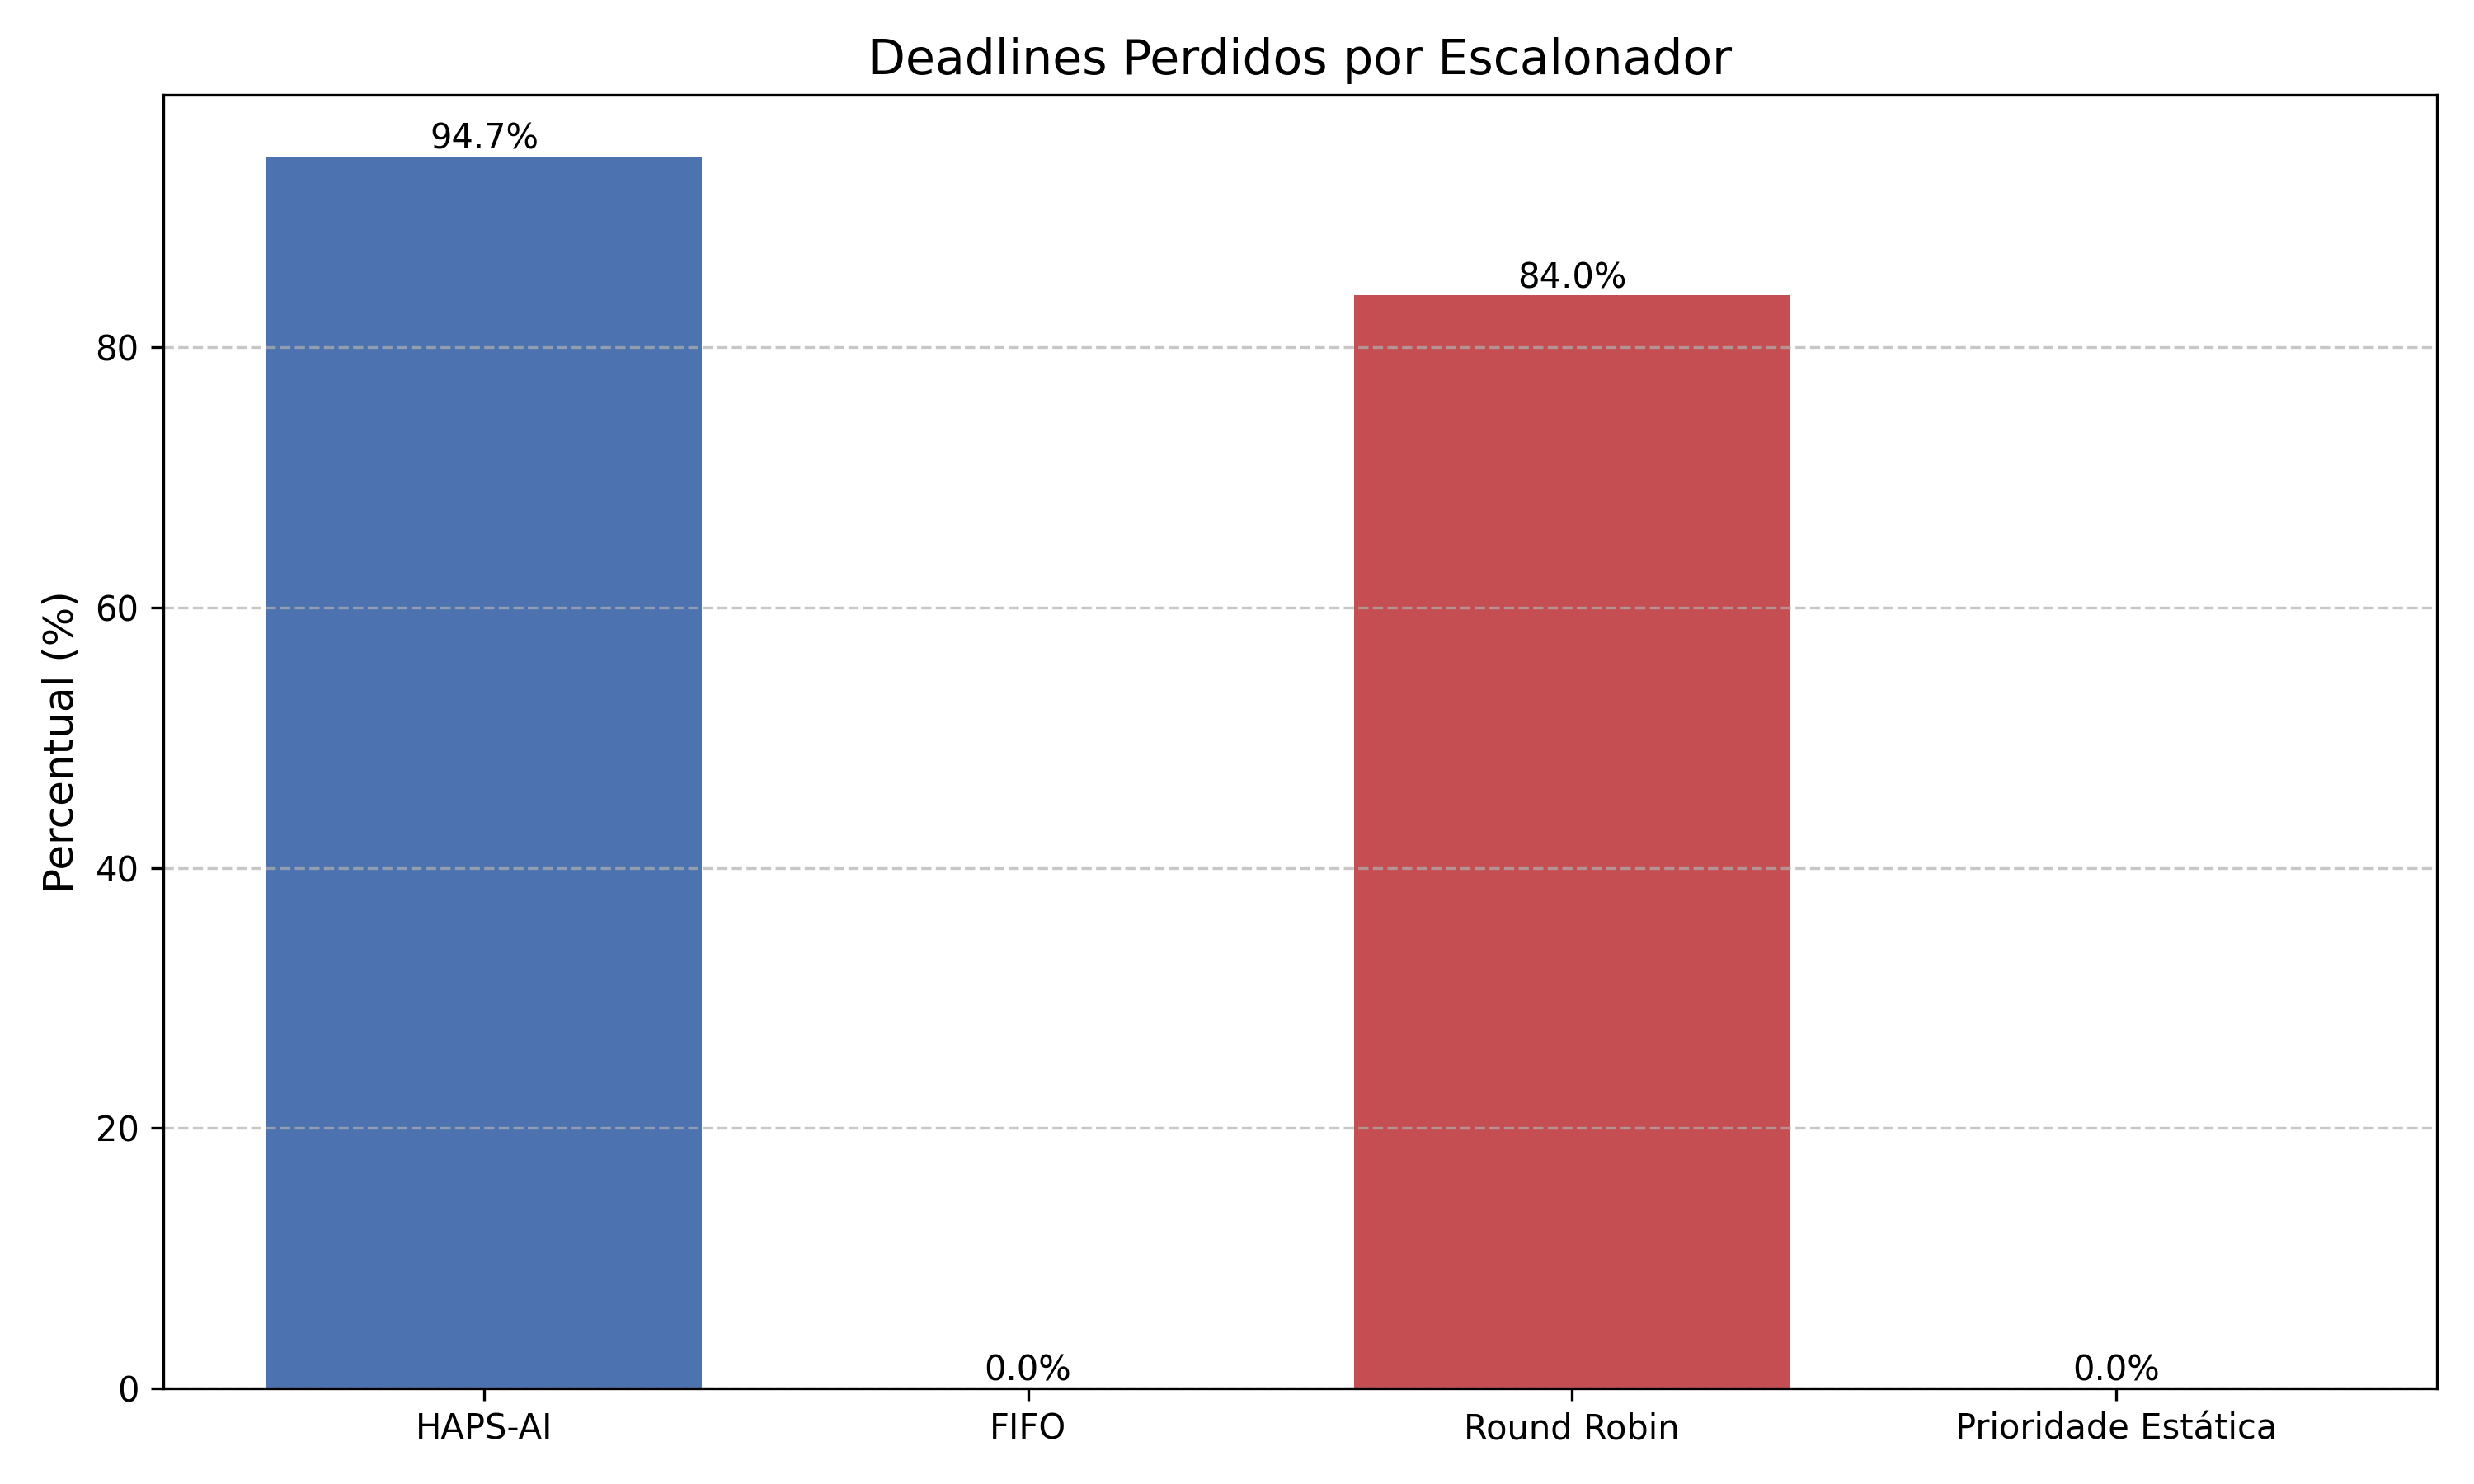 Deadlines Perdidos por Escalonador
Percentual (%)
80
60
40
20
0
94.7%
0.0%
84.0%
0.0%
HAPS-AI
FIFO
Round Robin
Prioridade Estática